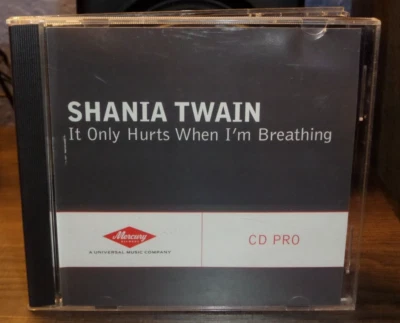 SHANIA TWAIN
It Only Hurts When I'm Breathing
Mercury
A UNIVERSAL MUSIC COMPANY
CD PRO